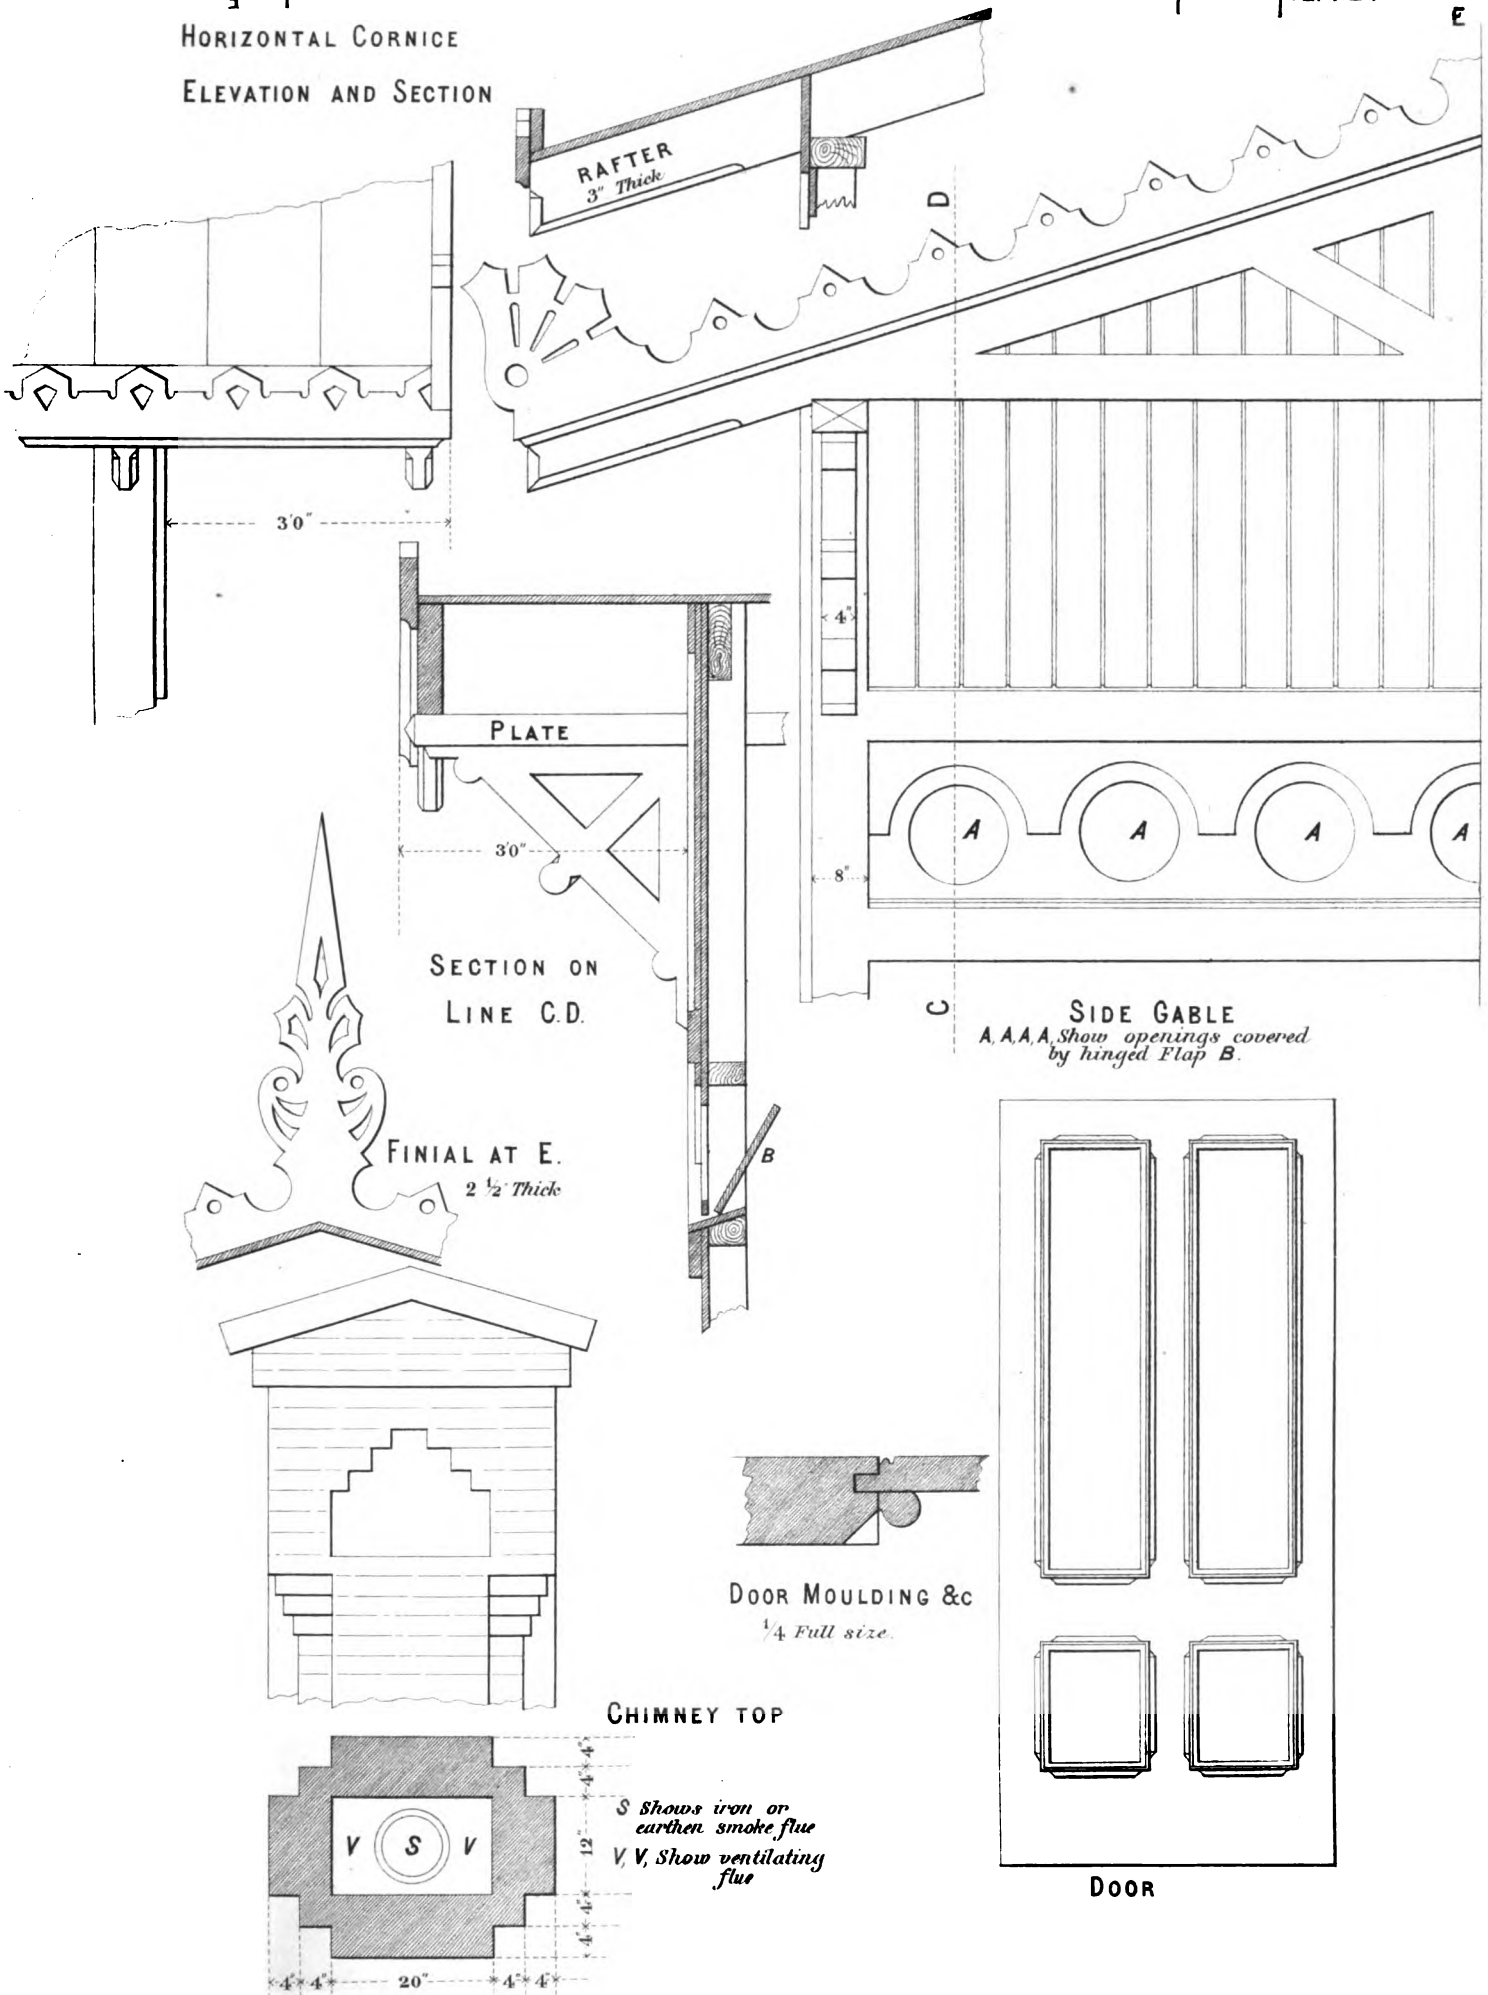 E
HORIZONTAL CORNICE
ELEVATION AND SECTION
RAFTER
3" Thick
D
3'0"
4"
PLATE
A A A A
3'0"
8"
SECTION ON
LINE C.D.
C
SIDE GABLE
A, A, A, A, Show openings covered
by hinged Flap B.
B
FINIAL AT E.
2 1/2" Thick
DOOR MOULDING &c
1/4 Full size.
CHIMNEY TOP
4"
4"
12"
4"
4"
S Shows iron or
earthen smoke flue
V, V, Show ventilating
flue
V S V
4" 4" 20" 4" 4"
DOOR